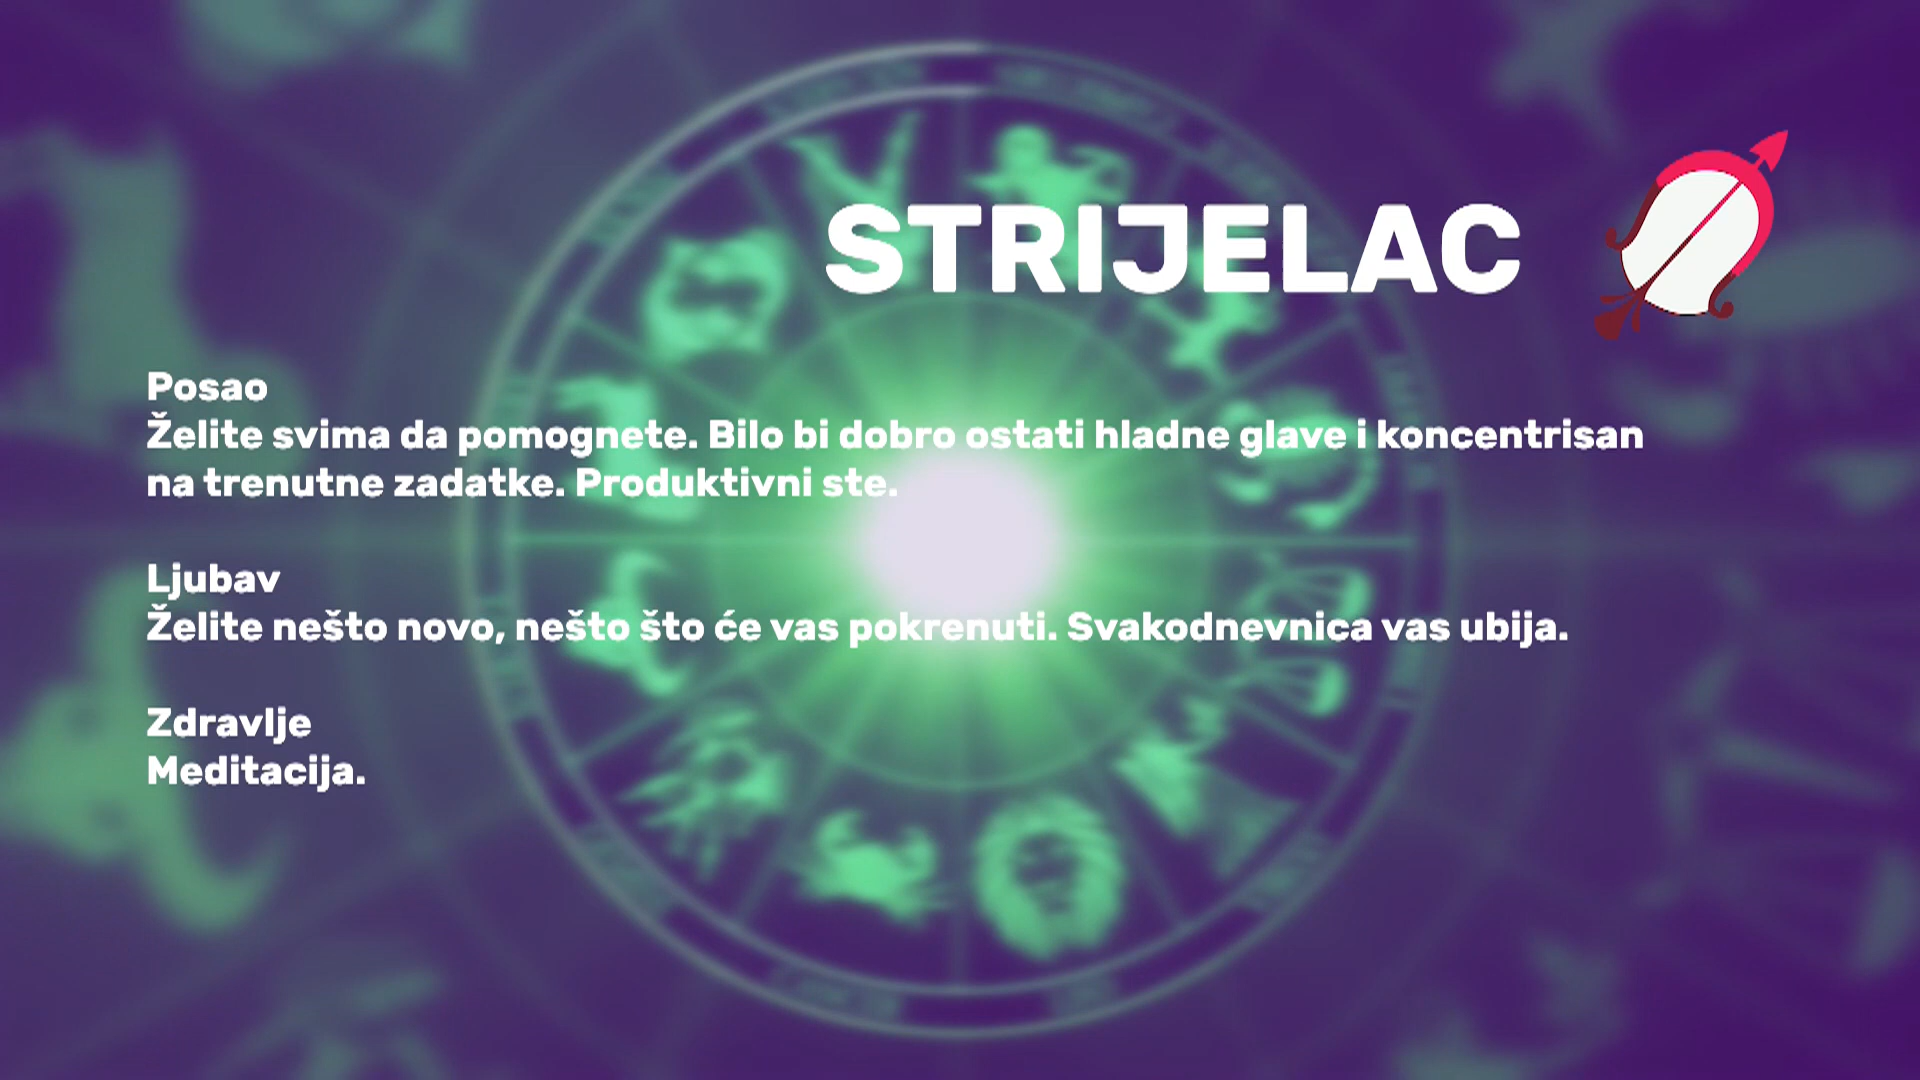 STRIJELAC
Posao
Želite svima da pomognete. Bilo bi dobro ostati hladne glave i koncentrisan
na trenutne zadatke. Produktivni ste.
Ljubav
Želite nešto novo, nešto što će vas pokrenuti. Svakodnevnica vas ubija.
Zdravlje
Meditacija.